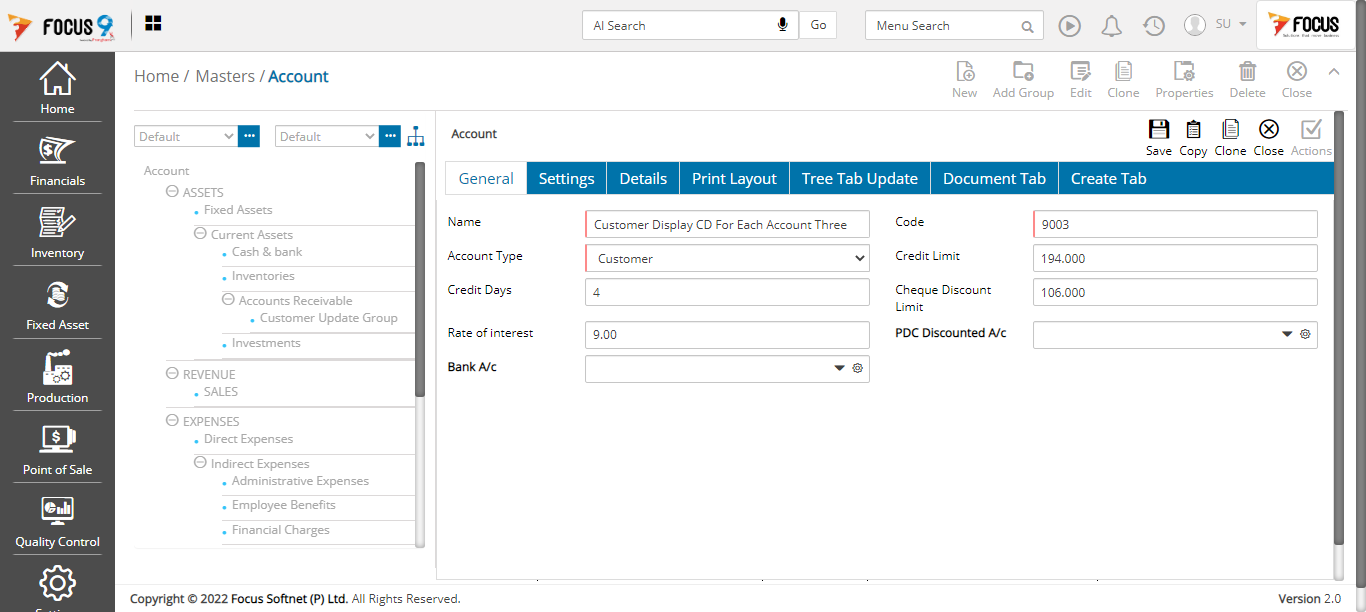 FOCUS 9
AI Search
Go
Menu Search
SU
FOCUS
Home
Financials
Inventory
Fixed Asset
Production
Point of Sale
Quality Control
Home / Masters / Account
New
Add Group
Edit
Clone
Properties
Delete
Close
Default
Default
Account
ASSETS
Fixed Assets
Current Assets
Cash & bank
Inventories
Accounts Receivable
Customer Update Group
Investments
REVENUE
SALES
EXPENSES
Direct Expenses
Indirect Expenses
Administrative Expenses
Employee Benefits
Financial Charges
Account
Save
Copy
Clone
Close
Actions
General
Settings
Details
Print Layout
Tree Tab Update
Document Tab
Create Tab
Name
Customer Display CD For Each Account Three
Code
9003
Account Type
Customer
Credit Limit
194.000
Credit Days
4
Cheque Discount
Limit
106.000
Rate of interest
9.00
PDC Discounted A/c
Bank A/c
Copyright © 2022 Focus Softnet (P) Ltd. All Rights Reserved.
Version 2.0